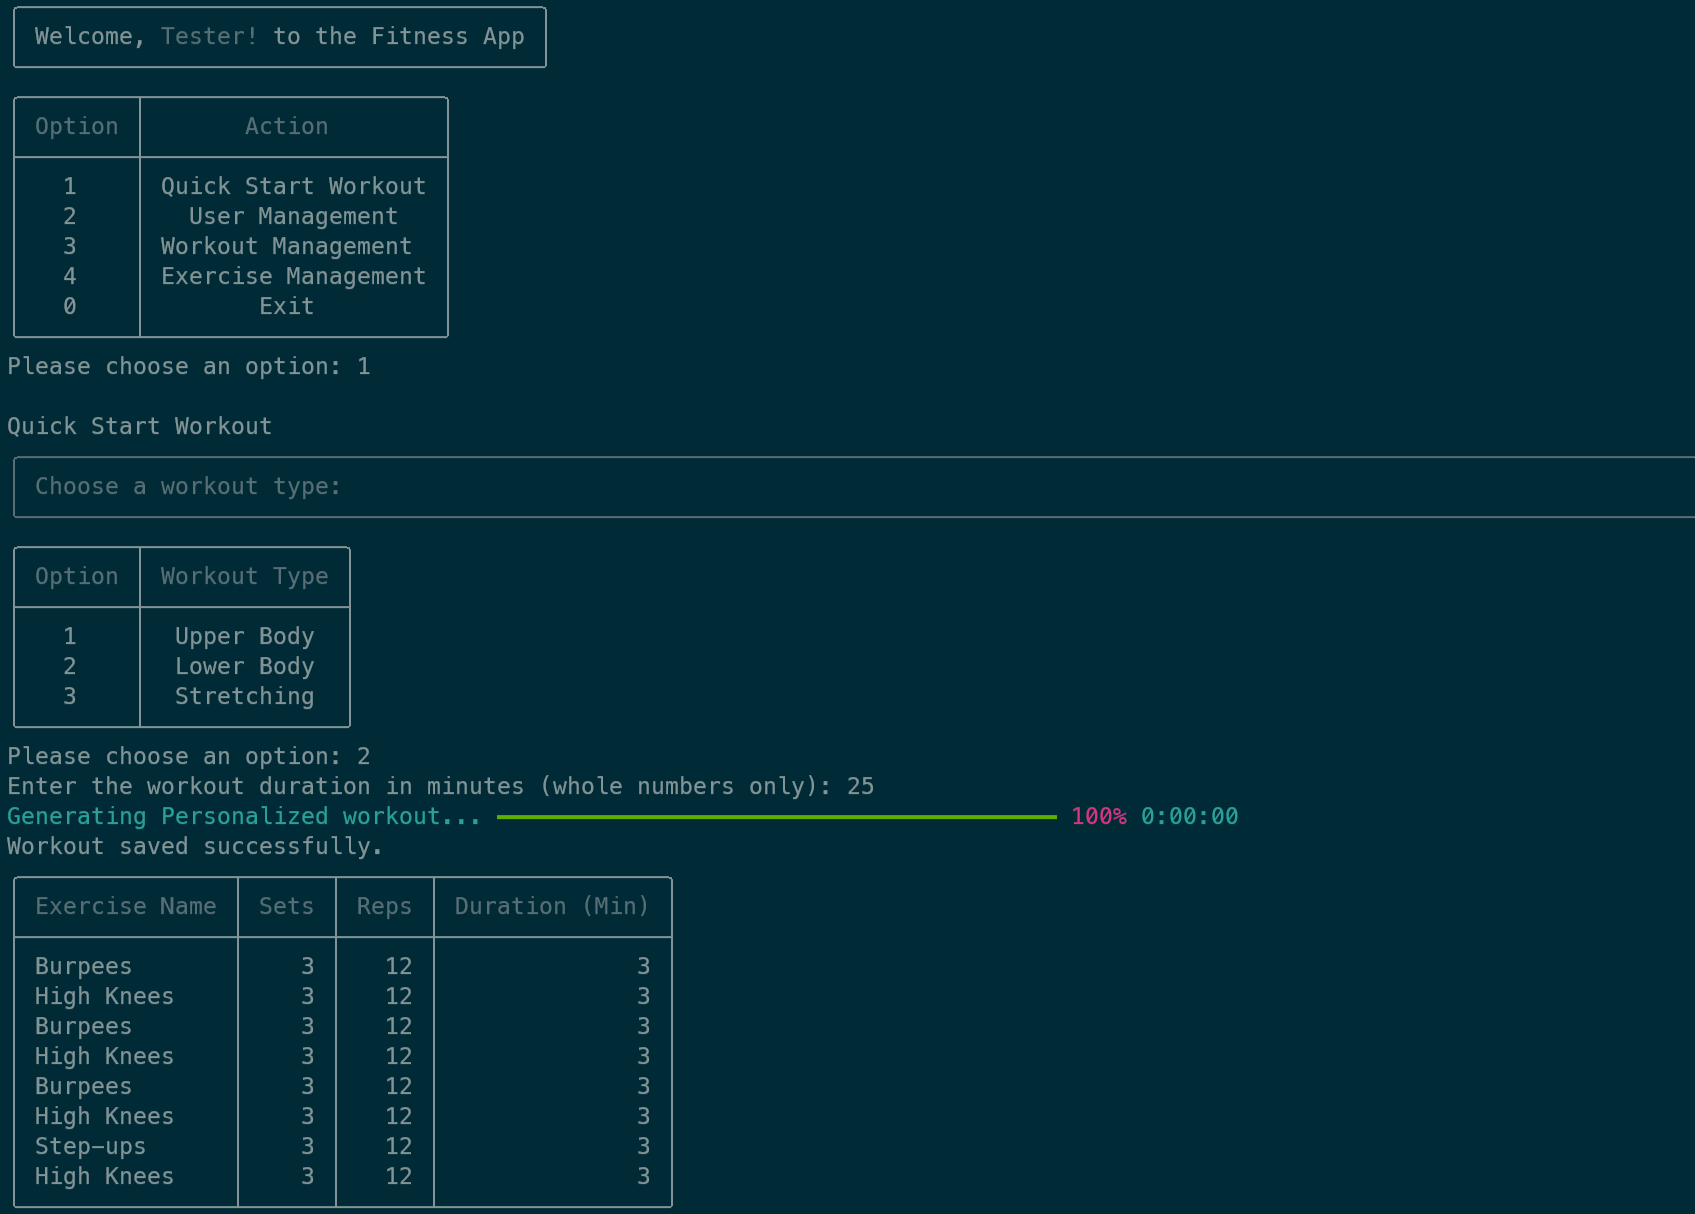 Welcome, Tester! to the Fitness App
Option Action
1 Quick Start Workout
2 User Management
3 Workout Management
4 Exercise Management
0 Exit
Please choose an option: 1
Quick Start Workout
Choose a workout type:
Option Workout Type
1 Upper Body
2 Lower Body
3 Stretching
Please choose an option: 2
Enter the workout duration in minutes (whole numbers only): 25
Generating Personalized workout... 100% 0:00:00
Workout saved successfully.
Exercise Name Sets Reps Duration (Min)
Burpees 3 12 3
High Knees 3 12 3
Burpees 3 12 3
High Knees 3 12 3
Burpees 3 12 3
High Knees 3 12 3
Step-ups 3 12 3
High Knees 3 12 3